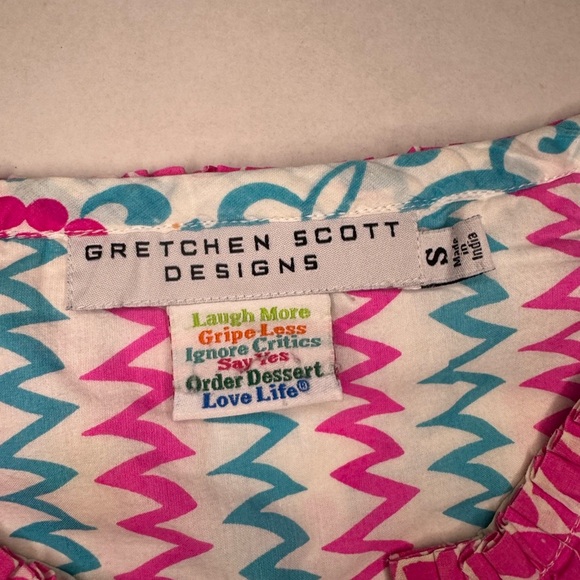 GRETCHEN SCOTT
DESIGNS
S
Made
in
India
Laugh More
Gripe Less
Ignore Critics
Say Yes
Order Dessert
Love Life®